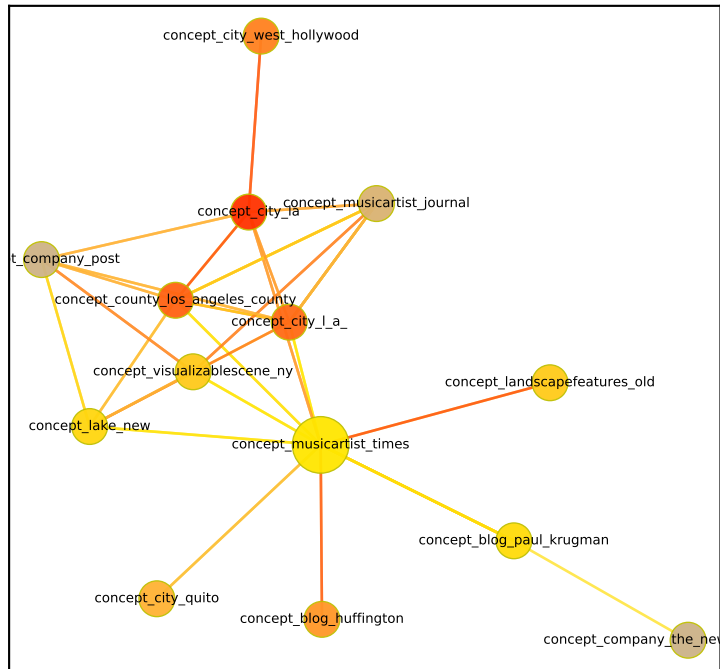 concept_city_west_hollywood
concept_city_la
concept_musicartist_journal
t_company_post
concept_county_los_angeles_county
concept_city_l_a_
concept_visualizablescene_ny
concept_landscapefeatures_old
concept_lake_new
concept_musicartist_times
concept_blog_paul_krugman
concept_city_quito
concept_blog_huffington
concept_company_the_new